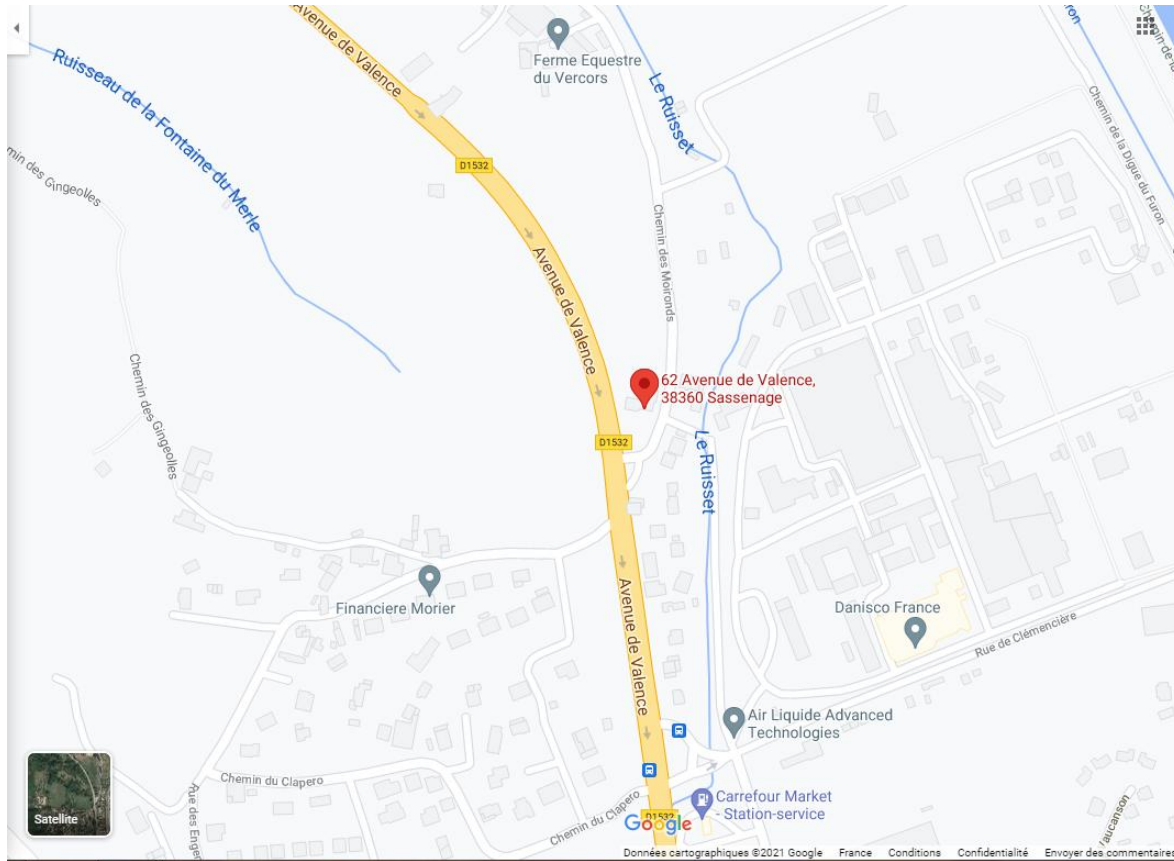 Avenue de Valence
Ferme Equestre
du Vercors
Le Ruisset
Ruisseau de la Fontaine du Merle
D1532
Chemin de la Digue du Furon
Chemin des Moironds
Avenue de Valence
62 Avenue de Valence,
38360 Sassenage
D1532
Le Ruisset
Chemin des Gingeolles
Financiere Morier
Avenue de Valence
Danisco France
Rue de Clémencière
Air Liquide Advanced
Technologies
Chemin du Clapero
Carrefour Market
- Station-service
Chemin du Clapero
D1532
Satellite
Google
Données cartographiques ©2021 Google France Conditions Confidentialité Envoyer des commentaires